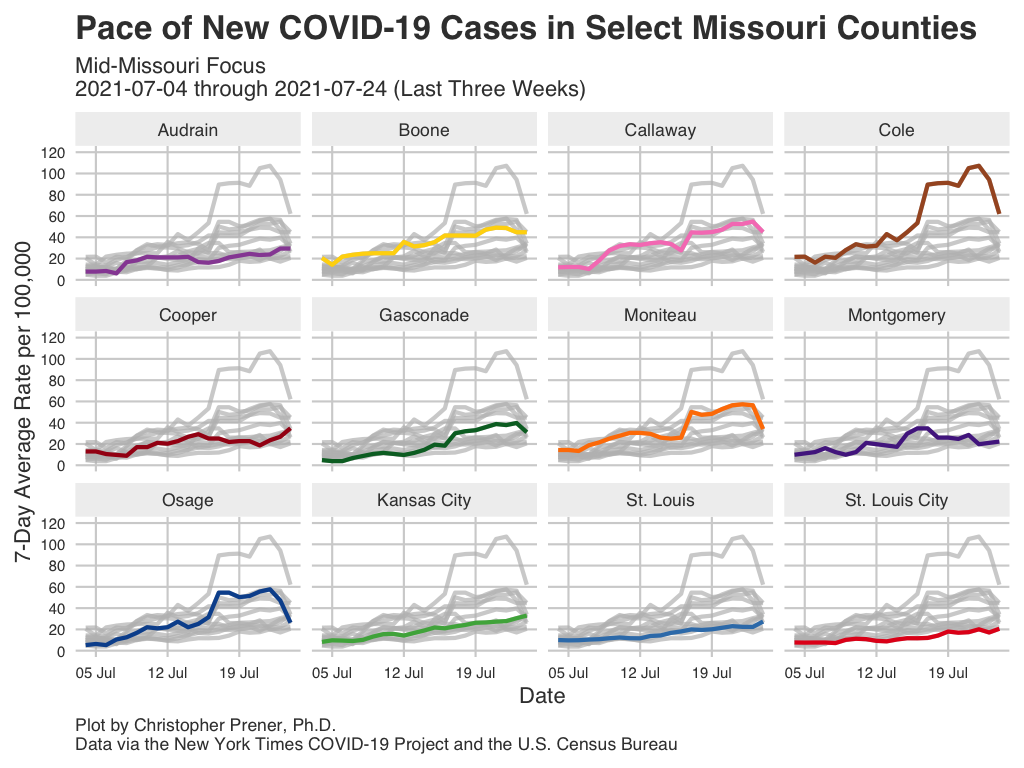 Pace of New COVID-19 Cases in Select Missouri Counties
Mid-Missouri Focus
2021-07-04 through 2021-07-24 (Last Three Weeks)
Audrain Boone Callaway Cole
120
100
80
60
40
20
0
Cooper Gasconade Moniteau Montgomery
120
100
80
60
40
20
0
Osage Kansas City St. Louis St. Louis City
120
100
80
60
40
20
0
7-Day Average Rate per 100,000
05 Jul 12 Jul 19 Jul 05 Jul 12 Jul 19 Jul 05 Jul 12 Jul 19 Jul 05 Jul 12 Jul 19 Jul
Date
Plot by Christopher Prener, Ph.D.
Data via the New York Times COVID-19 Project and the U.S. Census Bureau